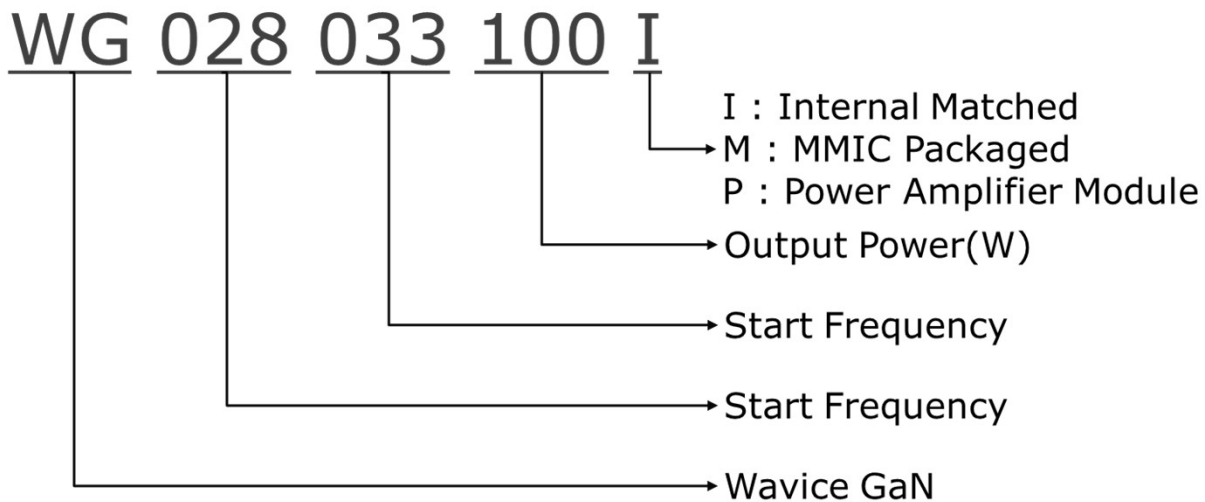 WG 028 033 100 I
I : Internal Matched
M : MMIC Packaged
P : Power Amplifier Module
Output Power(W)
Start Frequency
Start Frequency
Wavice GaN